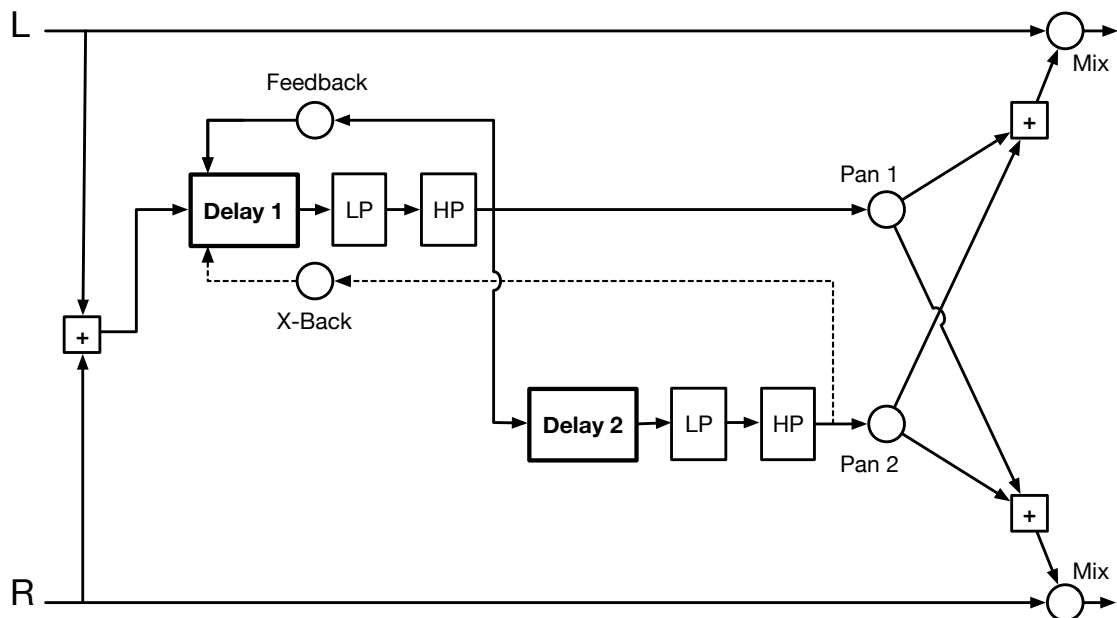 L
Mix
Feedback
+
Pan 1
Delay 1
LP
HP
X-Back
+
Delay 2
LP
HP
Pan 2
+
Mix
R